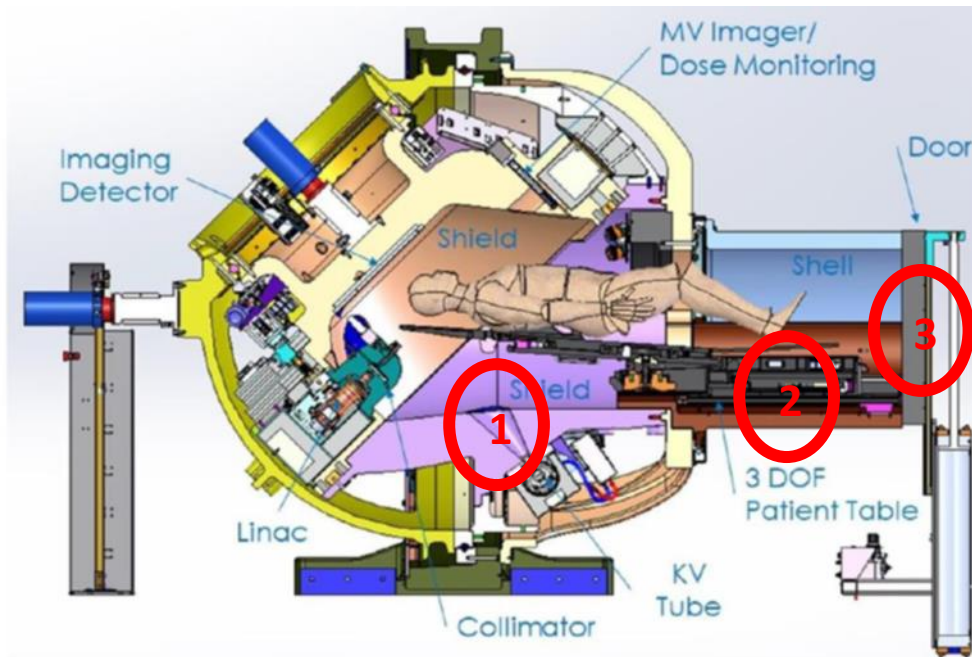 MV Imager/
Dose Monitoring
Imaging
Detector
Door
Shield
Shell
3
Shield
2
1
3 DOF
Patient Table
Linac
KV
Tube
Collimator